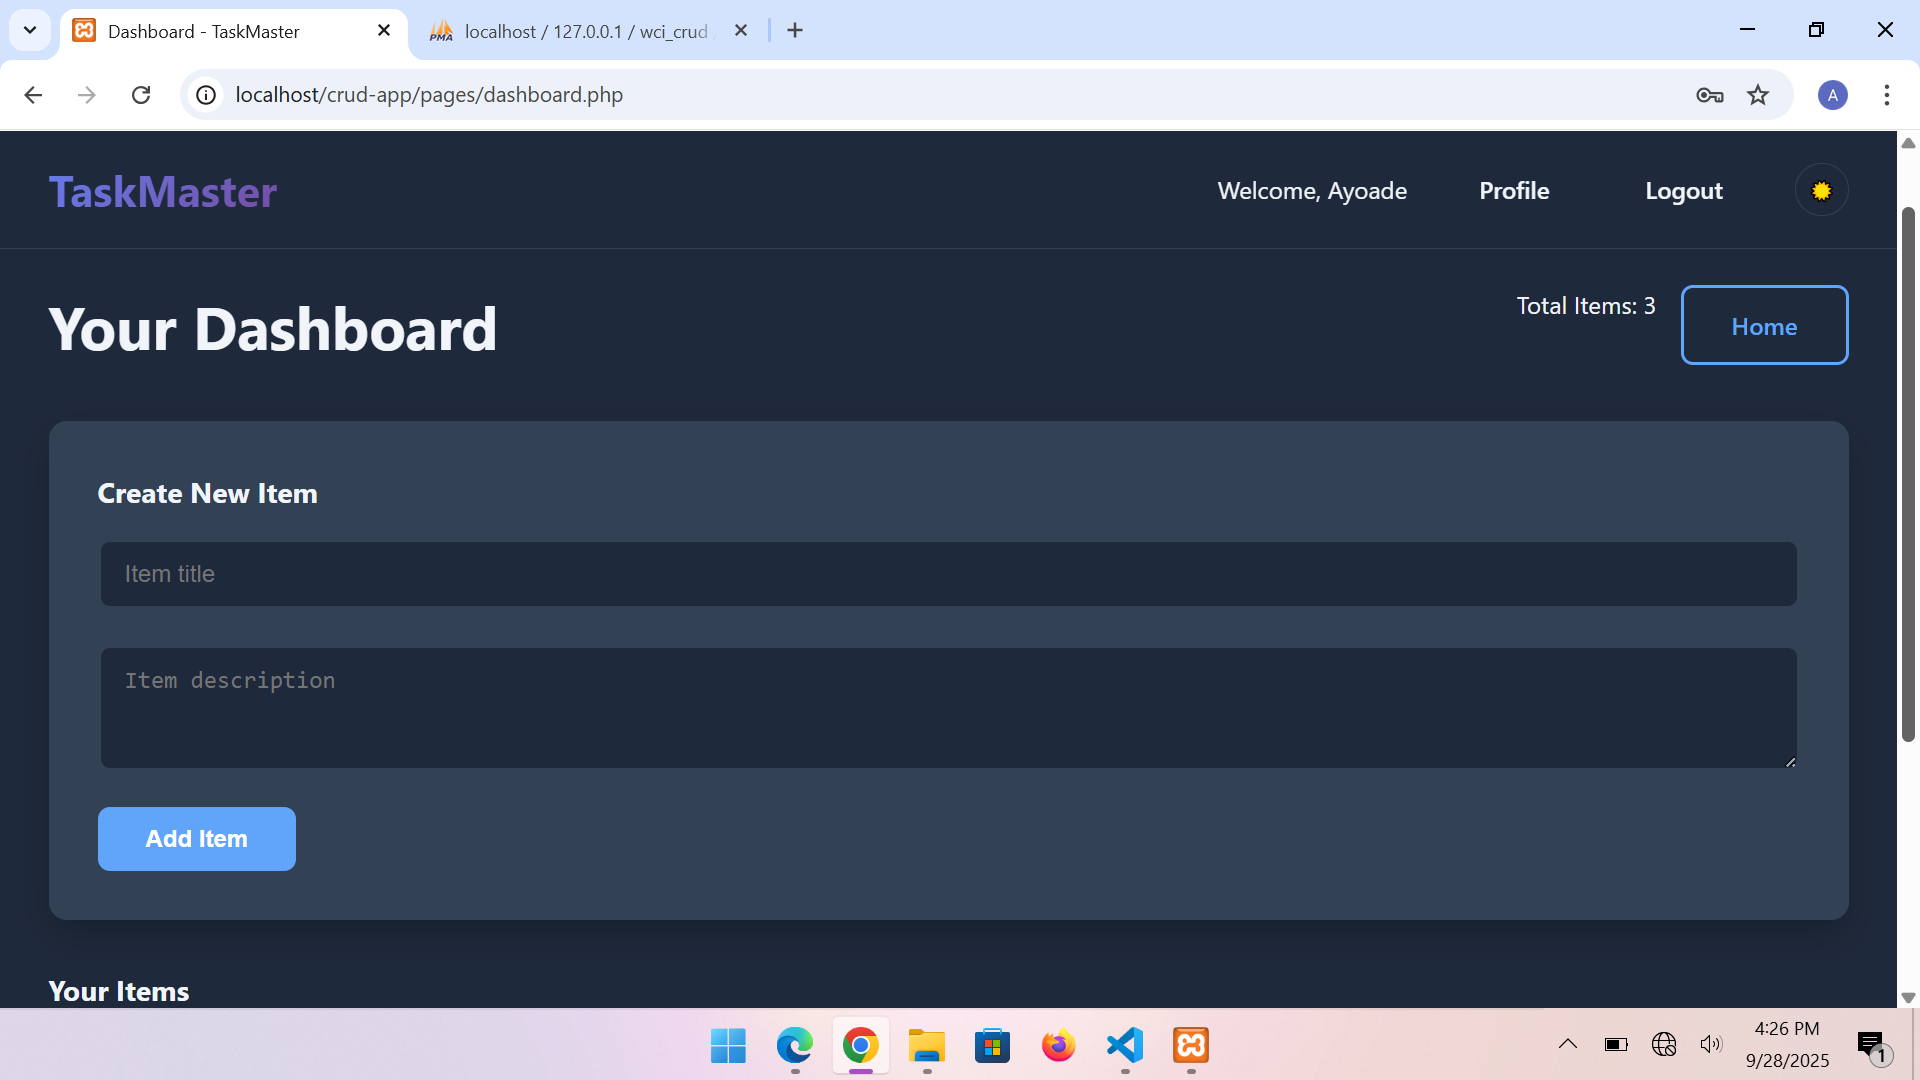 Dashboard - TaskMaster
localhost / 127.0.0.1 / wci_crud
localhost/crud-app/pages/dashboard.php
A
TaskMaster
Welcome, Ayoade
Profile
Logout
Your Dashboard
Total Items: 3
Home
Create New Item
Item title
Item description
Add Item
Your Items
4:26 PM
9/28/2025
1